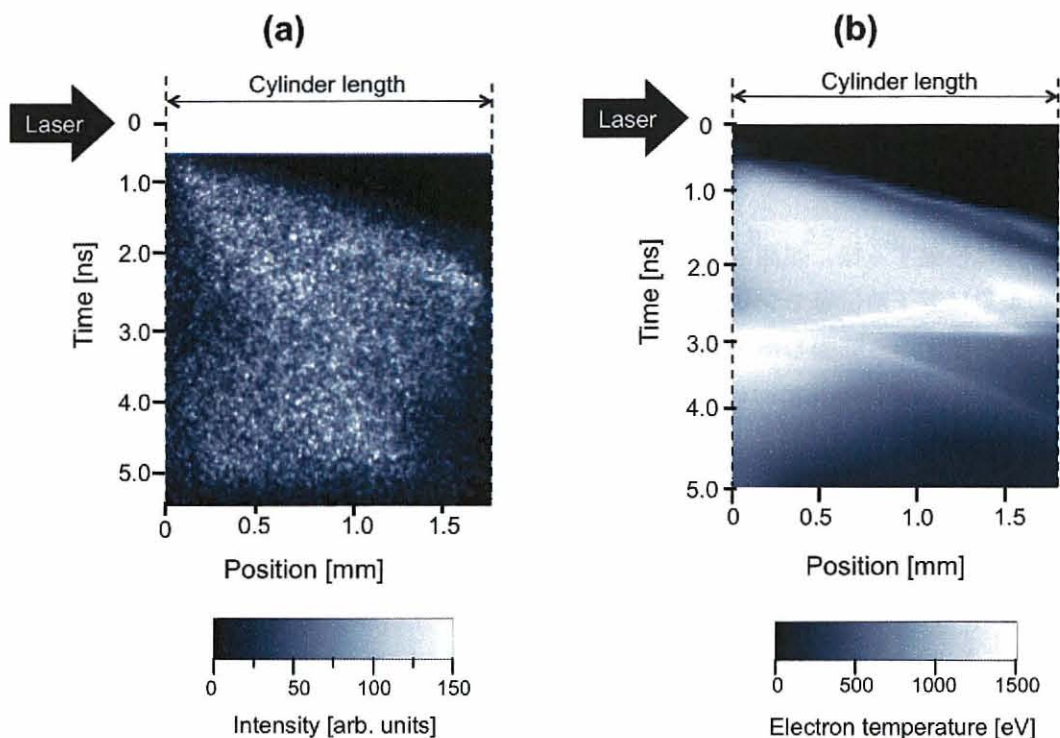 (a)
Cylinder length
Laser
0
1.0
2.0
3.0
4.0
5.0
Time [ns]
0
0.5
1.0
1.5
Position [mm]
0
50
100
150
Intensity [arb. units]
(b)
Cylinder length
Laser
0
1.0
2.0
3.0
4.0
5.0
Time [ns]
0
0.5
1.0
1.5
Position [mm]
0
500
1000
1500
Electron temperature [eV]